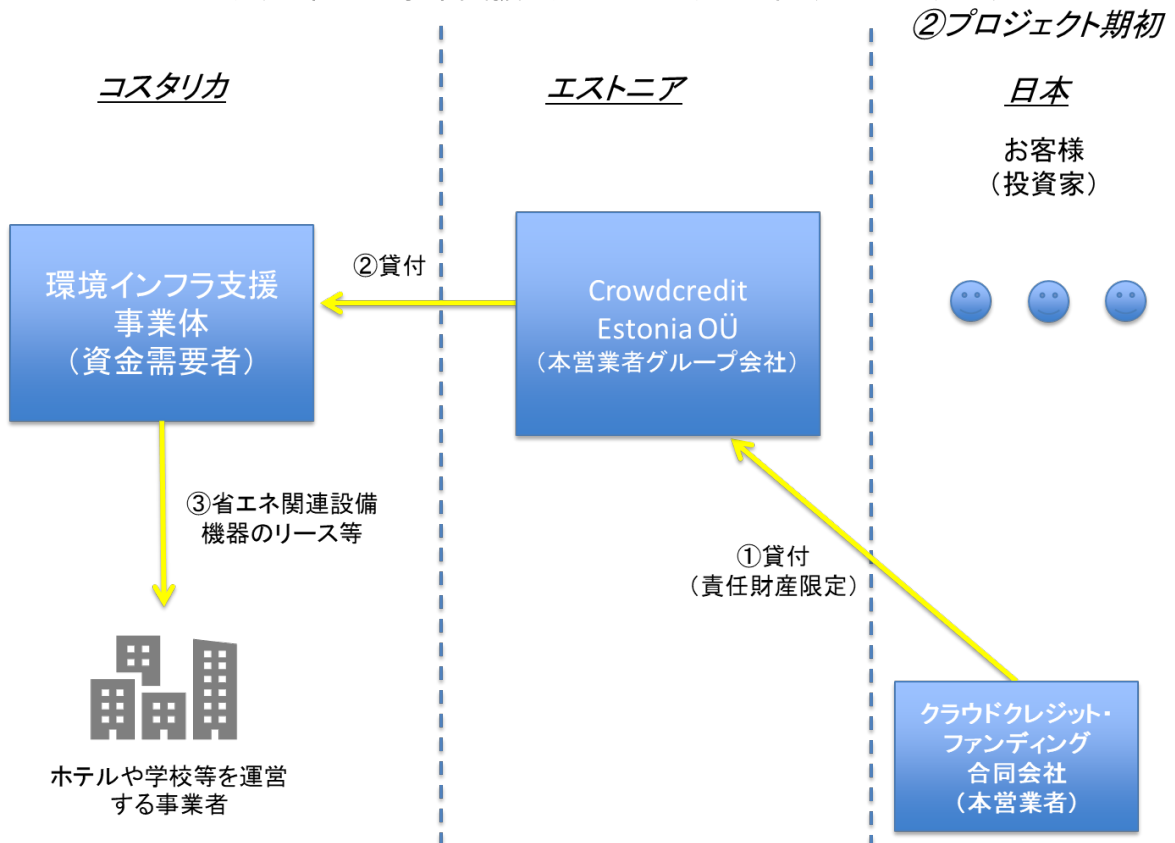 ②プロジェクト期初
コスタリカ
エストニア
日本
お客様
（投資家）
環境インフラ支援
事業体
（資金需要者）
②貸付
Crowdcredit
Estonia OÜ
（本営業者グループ会社）
③省エネ関連設備
機器のリース等
①貸付
（責任財産限定）
ホテルや学校等を運営
する事業者
クラウドクレジット・
ファンディング
合同会社
（本営業者）